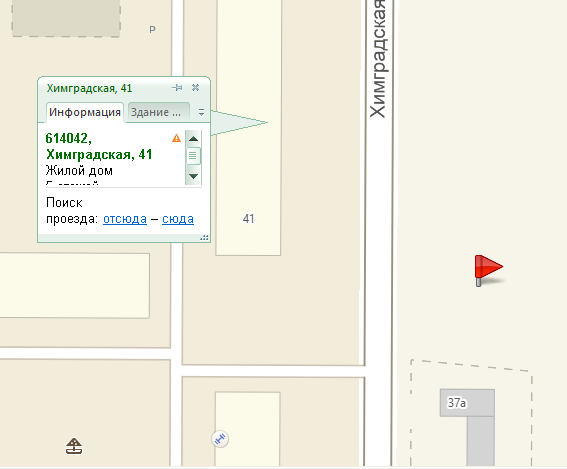 P
Химградская
Химградская, 41
Информация
Здание ...
614042,
Химградская, 41
Жилой дом
Поиск
проезда: отсюда – сюда
41
37а